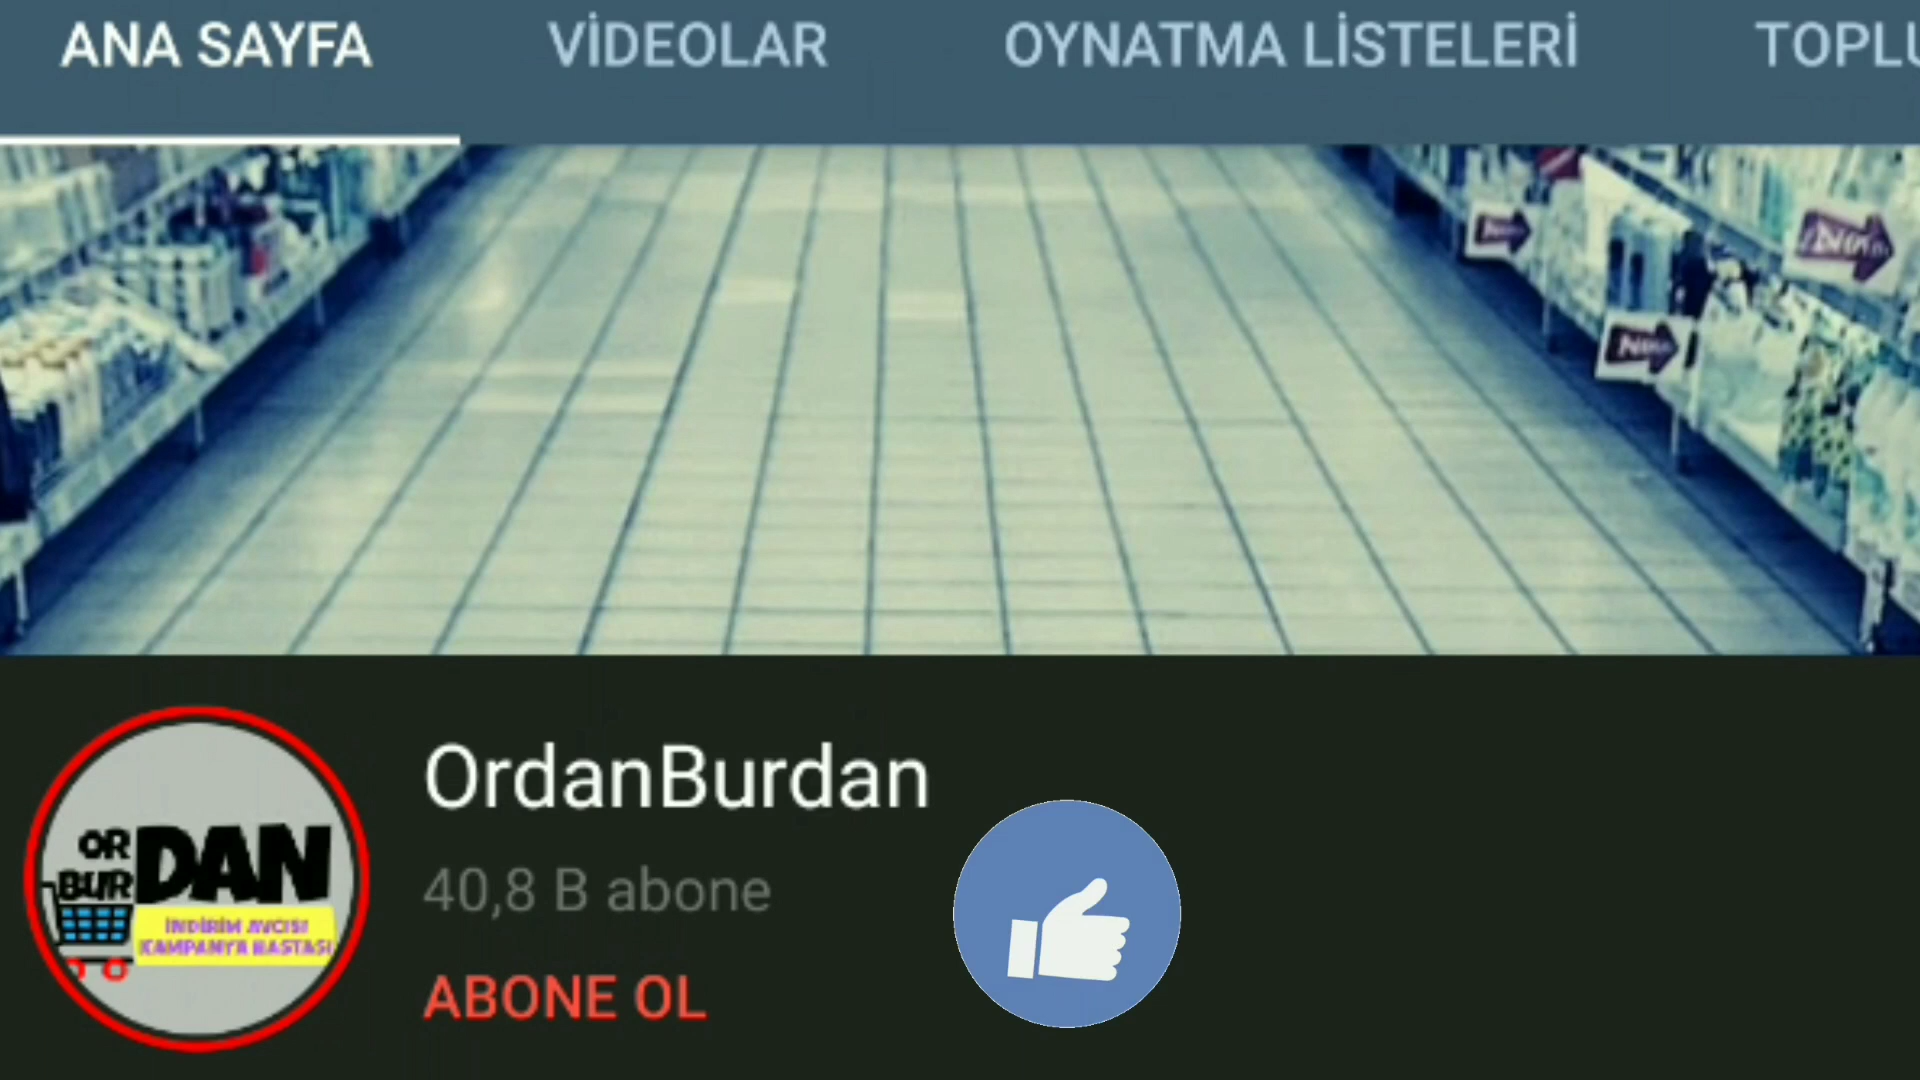 ANA SAYFA
VİDEOLAR
OYNATMA LİSTELERİ
TOPLU
OrdanBurdan
40,8 B abone
ABONE OL
OR
BUR
DAN
İNDİRİM AVCISI
KAMPANYA HASTASI